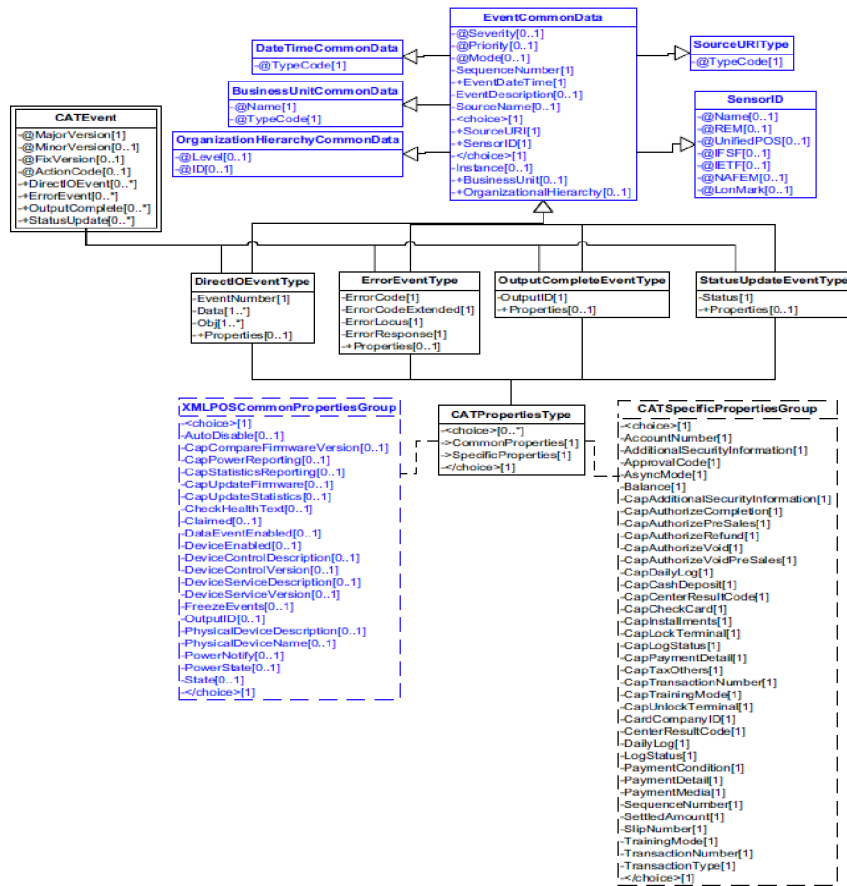 EventCommonData
-@Severity[0..1]
-@Priority[0..1]
-@Mode[0..1]
-SequenceNumber[1]
-+EventDateTime[1]
-EventDescription[0..1]
-SourceName[0..1]
-<choice>[1]
-+SourceURI[1]
-+SensorID[1]
-</choice>[1]
-Instance[0..1]
-+BusinessUnit[0..1]
-+OrganizationalHierarchy[0..1]
DateTimeCommonData
-@TypeCode[1]
SourceURIType
-@TypeCode[1]
BusinessUnitCommonData
-@Name[1]
-@TypeCode[1]
SensorID
-@Name[0..1]
-@REM[0..1]
-@UnifiedPOS[0..1]
-@IFSF[0..1]
-@IETF[0..1]
-@NAFEM[0..1]
-@LonMark[0..1]
OrganizationHierarchyCommonData
-@Level[0..1]
-@ID[0..1]
CATEvent
-@MajorVersion[1]
-@MinorVersion[0..1]
-@FixVersion[0..1]
-@ActionCode[0..1]
-+DirectIOEvent[0..*]
-+ErrorEvent[0..*]
-+OutputComplete[0..*]
-+StatusUpdate[0..*]
DirectIOEventType
-EventNumber[1]
-Data[1..*]
-Obj[1..*]
-+Properties[0..1]
ErrorEventType
-ErrorCode[1]
-ErrorCodeExtended[1]
-ErrorLocus[1]
-ErrorResponse[1]
-+Properties[0..1]
OutputCompleteEventType
-OutputID[1]
-+Properties[0..1]
StatusUpdateEventType
-Status[1]
-+Properties[0..1]
XMLPOSCommonPropertiesGroup
-<choice>[1]
-AutoDisable[0..1]
-CapCompareFirmwareVersion[0..1]
-CapPowerReporting[0..1]
-CapStatisticsReporting[0..1]
-CapUpdateFirmware[0..1]
-CapUpdateStatistics[0..1]
-CheckHealthText[0..1]
-Claimed[0..1]
-DataEventEnabled[0..1]
-DeviceEnabled[0..1]
-DeviceControlDescription[0..1]
-DeviceControlVersion[0..1]
-DeviceServiceDescription[0..1]
-DeviceServiceVersion[0..1]
-FreezeEvents[0..1]
-OutputID[0..1]
-PhysicalDeviceDescription[0..1]
-PhysicalDeviceName[0..1]
-PowerNotify[0..1]
-PowerState[0..1]
-State[0..1]
-</choice>[1]
CATPropertiesType
-<choice>[0..*]
->CommonProperties[1]
->SpecificProperties[1]
-</choice>[1]
CATSpecificPropertiesGroup
-<choice>[1]
-AccountNumber[1]
-AdditionalSecurityInformation[1]
-ApprovalCode[1]
-AsyncMode[1]
-Balance[1]
-CapAdditionalSecurityInformation[1]
-CapAuthorizeCompletion[1]
-CapAuthorizePreSales[1]
-CapAuthorizeRefund[1]
-CapAuthorizeVoid[1]
-CapAuthorizeVoidPreSales[1]
-CapDailyLog[1]
-CapCashDeposit[1]
-CapCenterResultCode[1]
-CapCheckCard[1]
-CapInstallments[1]
-CapLockTerminal[1]
-CapLogStatus[1]
-CapPaymentDetail[1]
-CapTaxOthers[1]
-CapTransactionNumber[1]
-CapTrainingMode[1]
-CapUnlockTerminal[1]
-CardCompanyID[1]
-CenterResultCode[1]
-DailyLog[1]
-LogStatus[1]
-PaymentCondition[1]
-PaymentDetail[1]
-PaymentMedia[1]
-SequenceNumber[1]
-SettledAmount[1]
-SlipNumber[1]
-TrainingMode[1]
-TransactionNumber[1]
-TransactionType[1]
-</choice>[1]